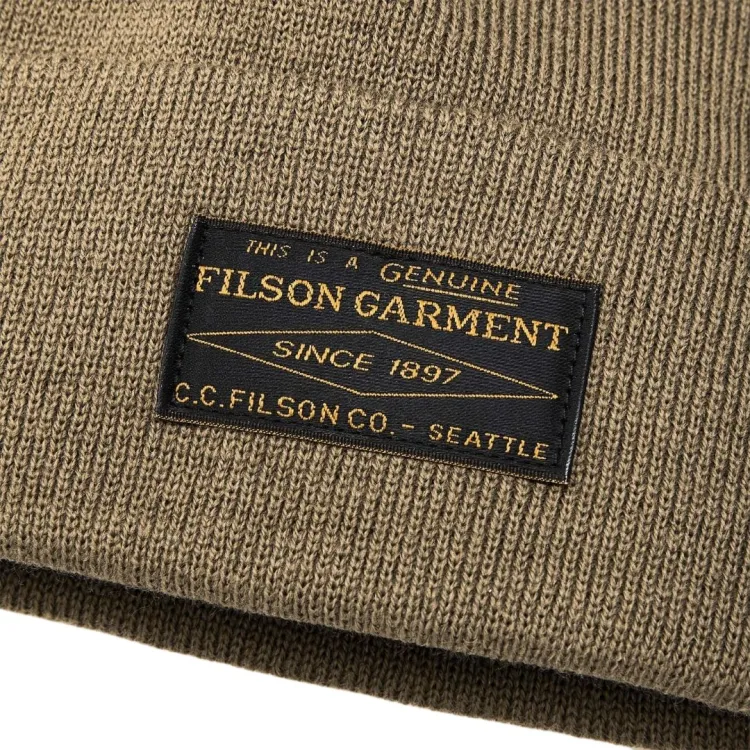 THIS IS A GENUINE
FILSON GARMENT
SINCE 1897
C.C.FILSON CO.- SEATTLE